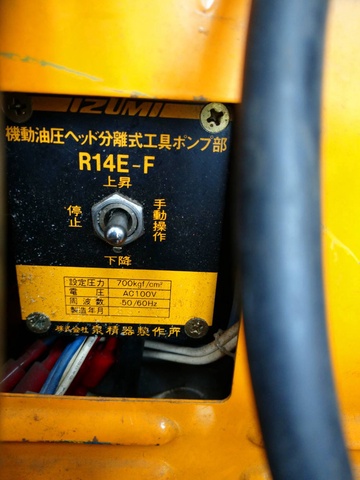 IZUMI
機動油圧ヘッド分離式工具ポンプ部
R14E-F
上昇
停止
手動操作
下降
設定圧力 700kgf/cm²
電圧 AC100V
周波数 50/60Hz
製造年月
株式会社 泉精器製作所